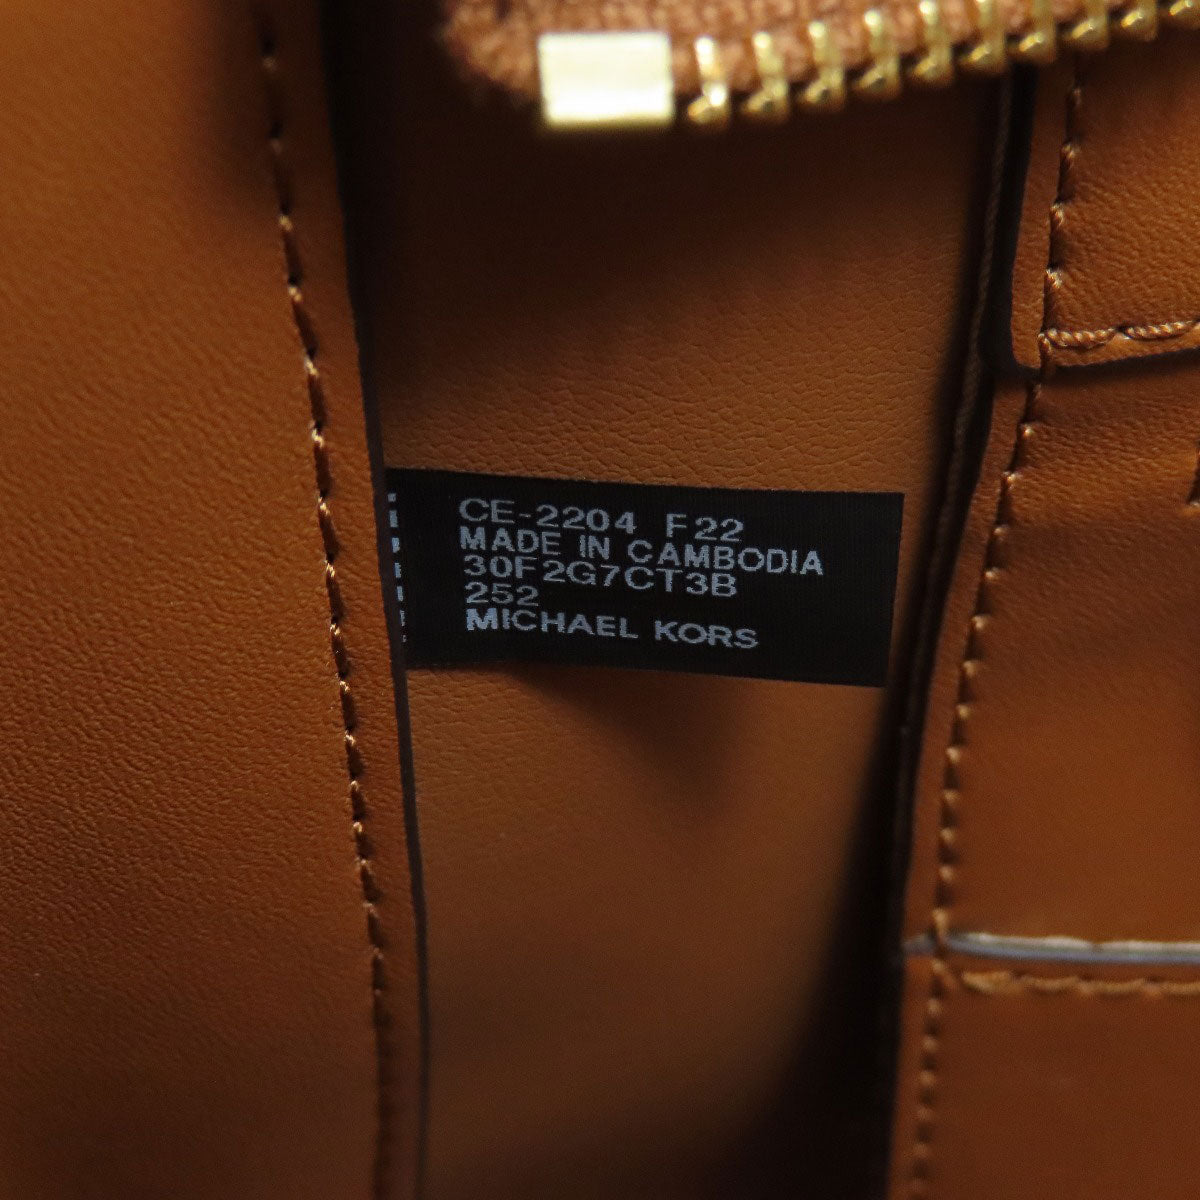 CE-2204 F22
MADE IN CAMBODIA
30F2G7CT3B
252
MICHAEL KORS